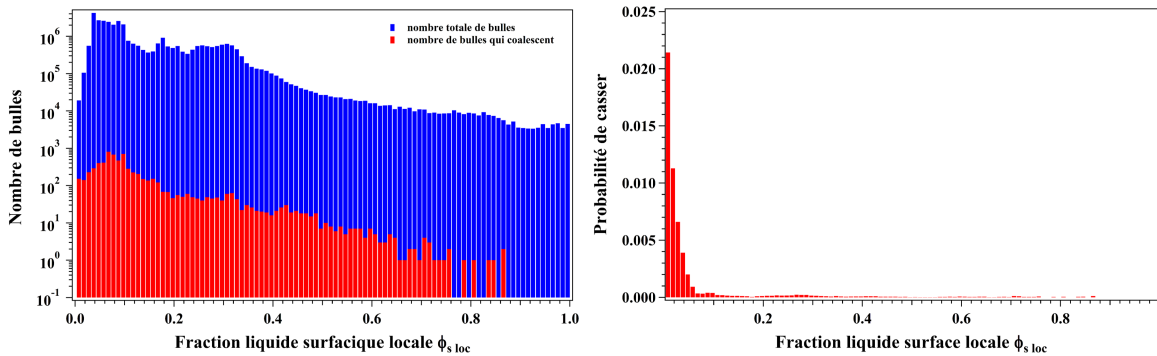 nombre totale de bulles
nombre de bulles qui coalescent
Nombre de bulles
10^6
10^5
10^4
10^3
10^2
10^1
10^0
10^-1
0.0 0.2 0.4 0.6 0.8 1.0
Fraction liquide surfacique locale ϕ_s loc
Probabilité de casser
0.025
0.020
0.015
0.010
0.005
0.000
0.2 0.4 0.6 0.8
Fraction liquide surface locale ϕ_s loc